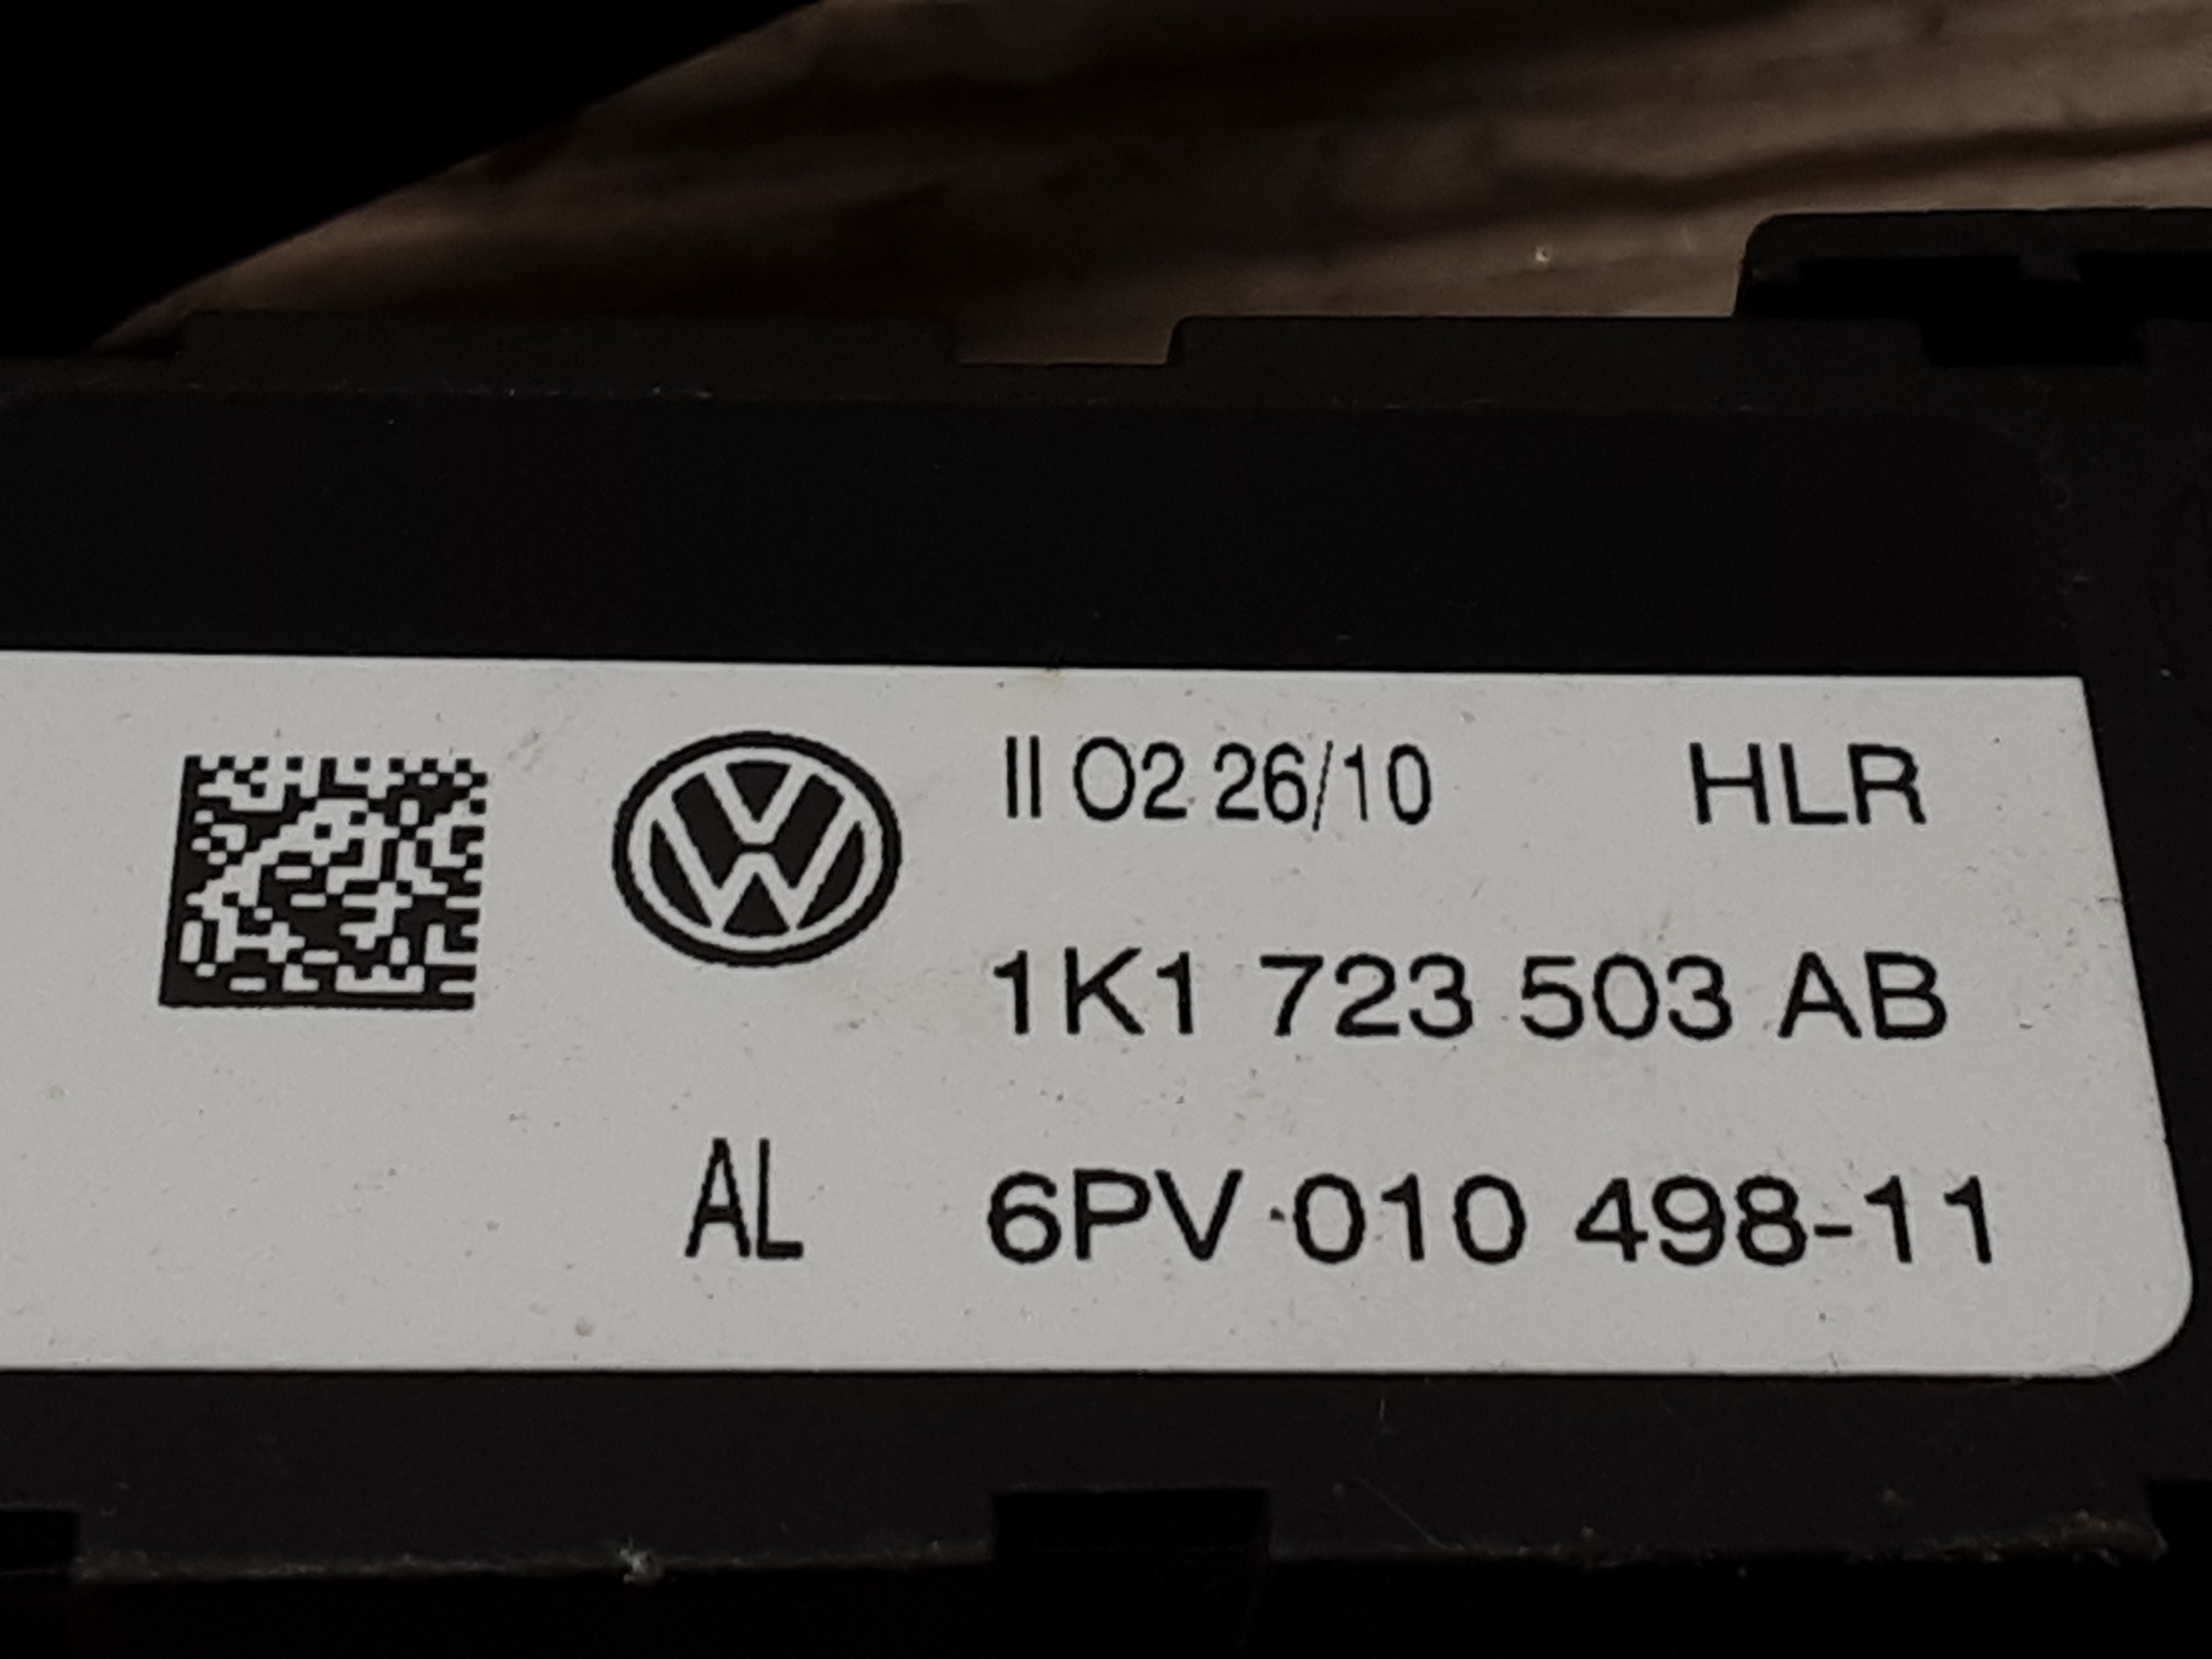 II O2 26/10 HLR
1K1 723 503 AB
AL 6PV 010 498-11